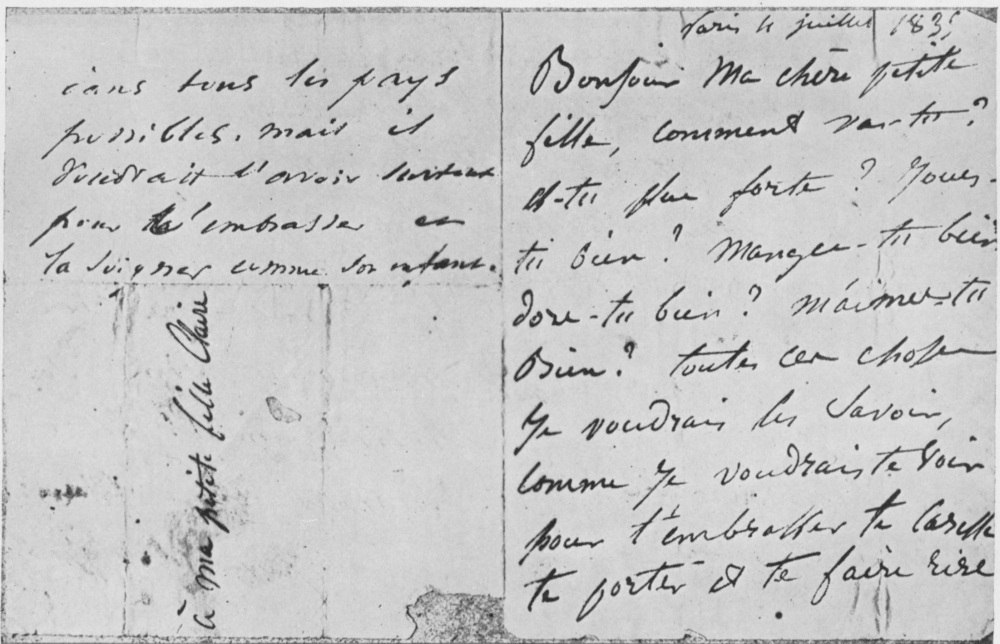 Paris 4 juillet 183
Bonjour Ma chère petite
fille, comment vas-tu?
es-tu plus forte? Joues-
tu bien? Manges-tu bien
dors-tu bien? M'aimes-tu
Bien? toutes ces choses
Je voudrais les Savoir,
comme Je voudrais te voir
pour t'embrasser te caresser
te porter et te faire rire
dans tous les pays
possibles. mais il
voudrait l'avoir surtout
pour l'embrasser et
la soigner comme son enfant.
à ma petite fille Claire